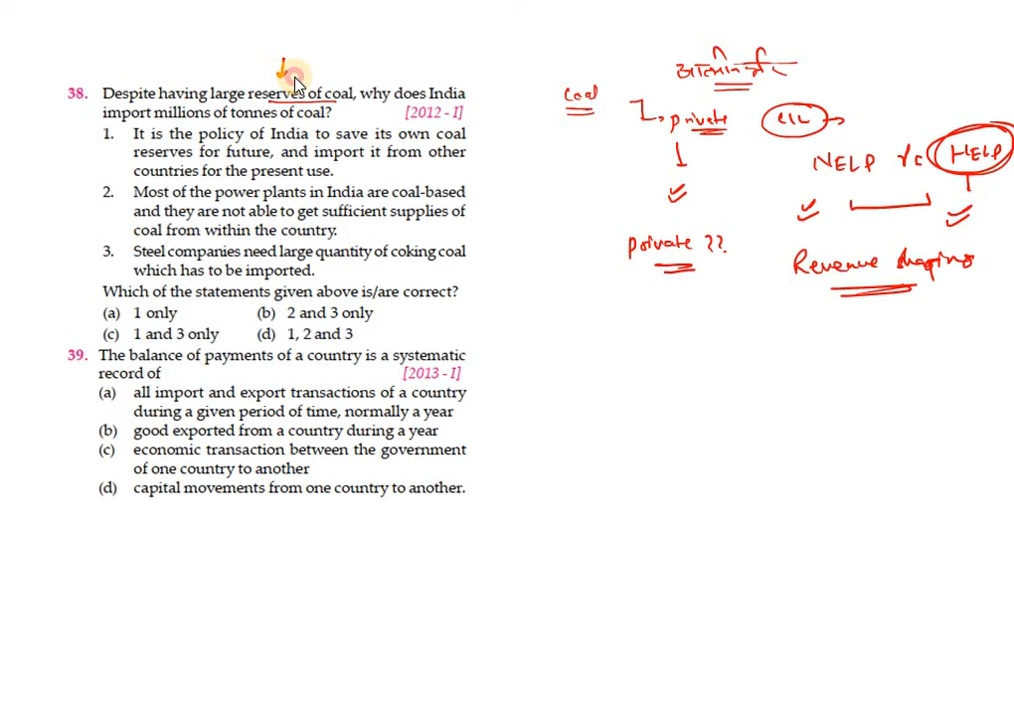 38. Despite having large reserves of coal, why does India
import millions of tonnes of coal? [2012 - I]
1. It is the policy of India to save its own coal
reserves for future, and import it from other
countries for the present use.
2. Most of the power plants in India are coal-based
and they are not able to get sufficient supplies of
coal from within the country.
3. Steel companies need large quantity of coking coal
which has to be imported.
Which of the statements given above is/are correct?
(a) 1 only (b) 2 and 3 only
(c) 1 and 3 only (d) 1, 2 and 3
39. The balance of payments of a country is a systematic
record of [2013 - I]
(a) all import and export transactions of a country
during a given period of time, normally a year
(b) good exported from a country during a year
(c) economic transaction between the government
of one country to another
(d) capital movements from one country to another.
Coal
private CIL
NELP HELP
private ??
Revenue shaping